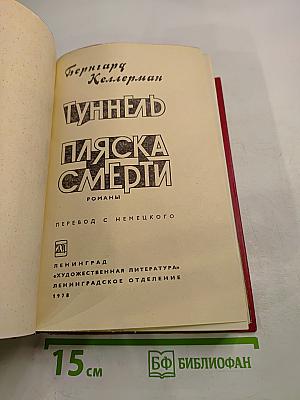 Бернгард
Келлерман
ТУННЕЛЬ
ПЛЯСКА
СМЕРТИ
РОМАНЫ
ПЕРЕВОД С НЕМЕЦКОГО
ЛЕНИНГРАД
«ХУДОЖЕСТВЕННАЯ ЛИТЕРАТУРА»
ЛЕНИНГРАДСКОЕ ОТДЕЛЕНИЕ
1978
15 см
БФ БИБЛИОФАН